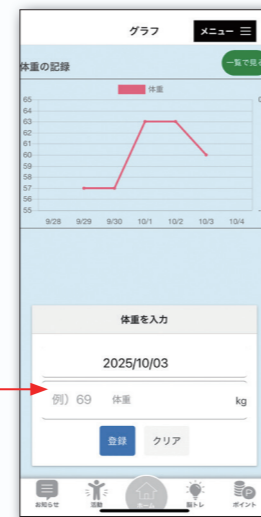 グラフ
メニュー
体重の記録
一覧で見る
体重
65
64
63
62
61
60
59
58
57
56
55
9/28 9/29 9/30 10/1 10/2 10/3 10/4
体重を入力
2025/10/03
例）69 体重 kg
登録 クリア
お知らせ 活動 ホーム 脳トレ ポイント